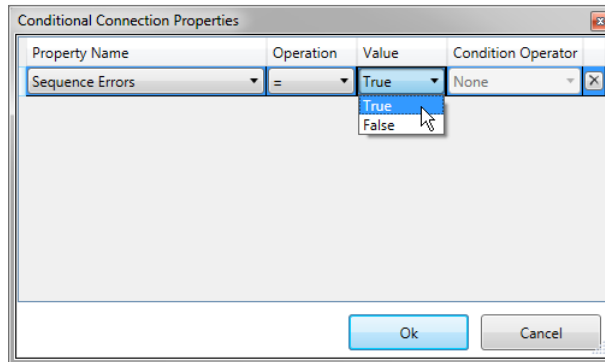 Conditional Connection Properties
Property Name Operation Value Condition Operator
Sequence Errors = True None
True
False
Ok Cancel